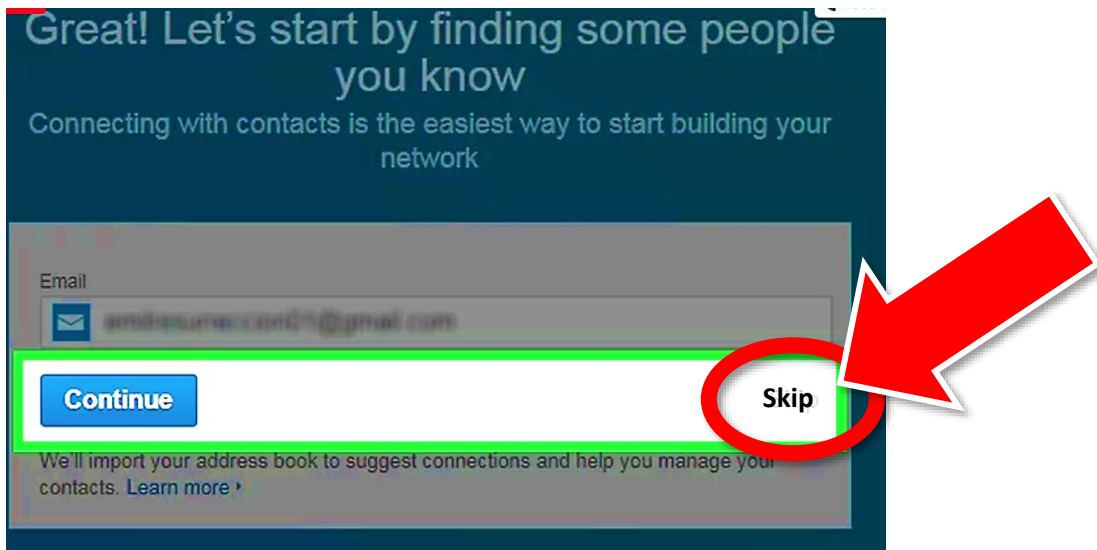 Great! Let's start by finding some people
you know
Connecting with contacts is the easiest way to start building your
network
Email
Continue
Skip
We'll import your address book to suggest connections and help you manage your
contacts. Learn more